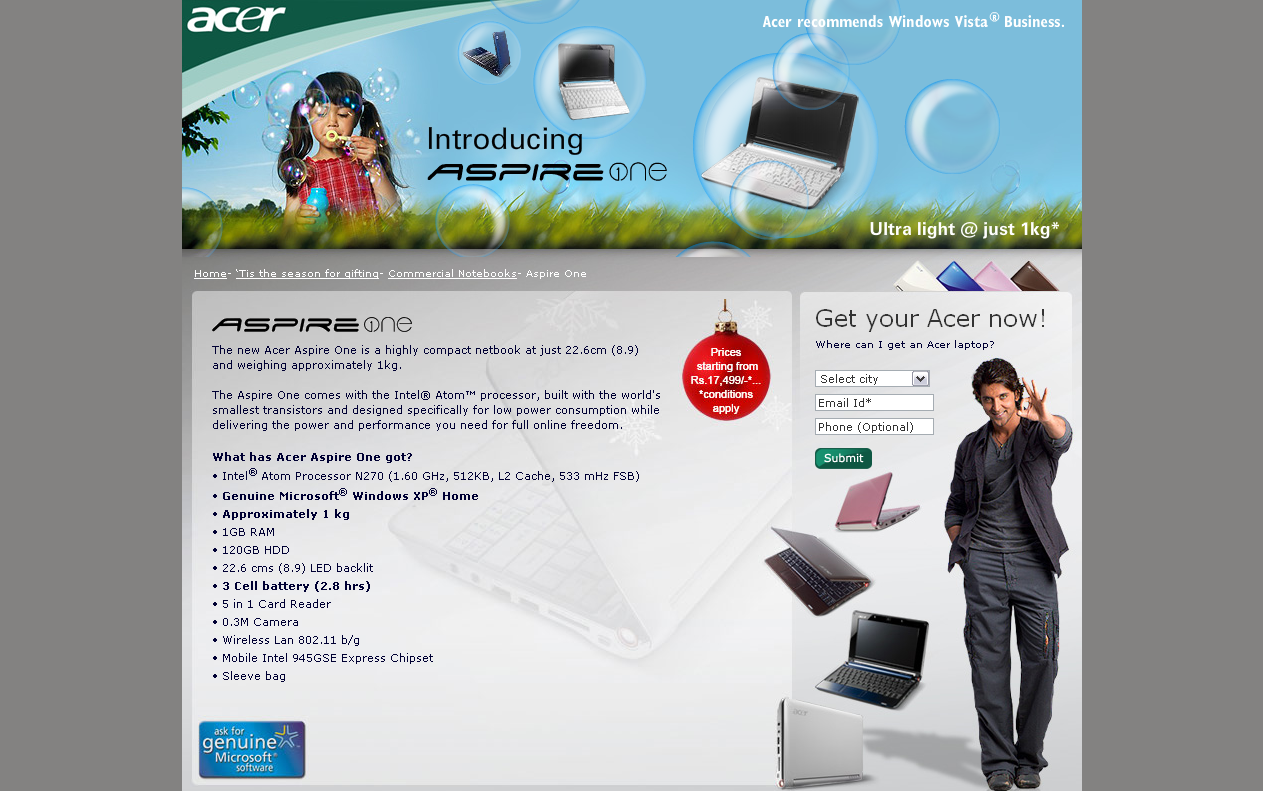 acer
Acer recommends Windows Vista® Business.
Introducing
ASPIRE one
Ultra light @ just 1kg*
Home- 'Tis the season for gifting- Commercial Notebooks- Aspire One
ASPIRE one
The new Acer Aspire One is a highly compact netbook at just 22.6cm (8.9)
and weighing approximately 1kg.
The Aspire One comes with the Intel® Atom™ processor, built with the world's
smallest transistors and designed specifically for low power consumption while
delivering the power and performance you need for full online freedom.
Prices
starting from
Rs.17,499/-*...
*conditions
apply
What has Acer Aspire One got?
• Intel® Atom Processor N270 (1.60 GHz, 512KB, L2 Cache, 533 mHz FSB)
• Genuine Microsoft® Windows XP® Home
• Approximately 1 kg
• 1GB RAM
• 120GB HDD
• 22.6 cms (8.9) LED backlit
• 3 Cell battery (2.8 hrs)
• 5 in 1 Card Reader
• 0.3M Camera
• Wireless Lan 802.11 b/g
• Mobile Intel 945GSE Express Chipset
• Sleeve bag
ask for
genuine
Microsoft®
software
Get your Acer now!
Where can I get an Acer laptop?
Select city
Email Id*
Phone (Optional)
Submit
acer